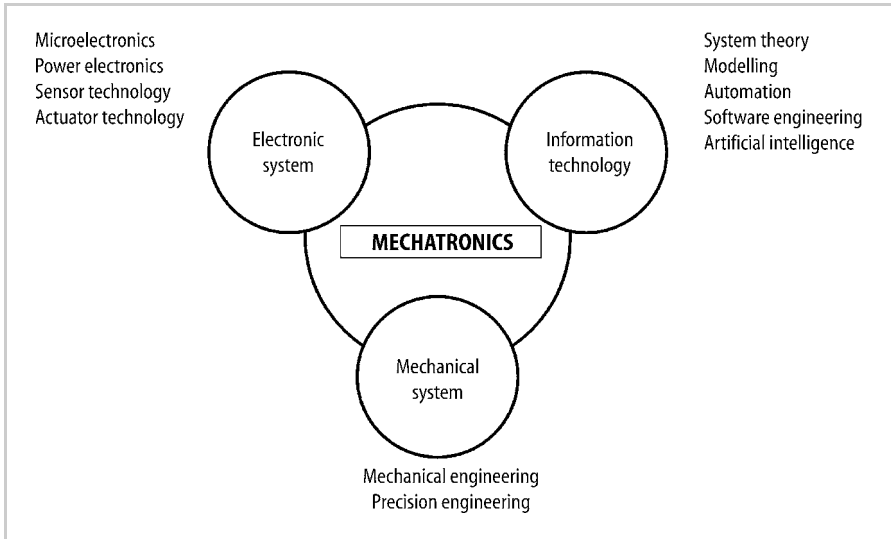 Microelectronics
Power electronics
Sensor technology
Actuator technology
System theory
Modelling
Automation
Software engineering
Artificial intelligence
Electronic
system
Information
technology
MECHATRONICS
Mechanical
system
Mechanical engineering
Precision engineering